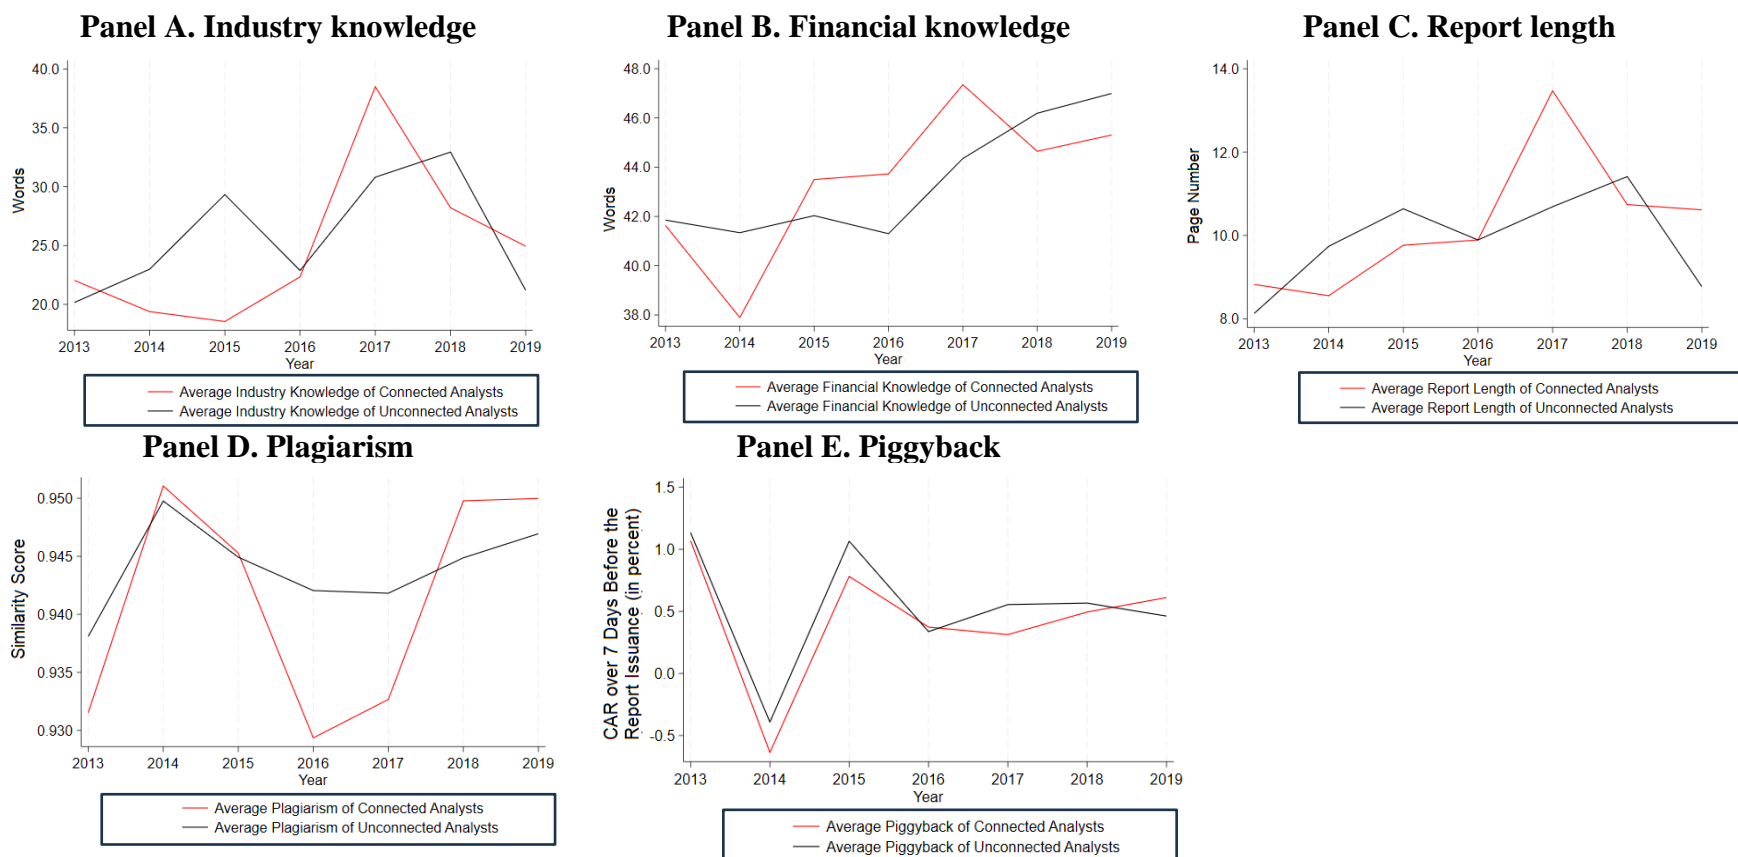 Panel A. Industry knowledge
40.0
35.0
30.0
25.0
20.0
Words
2013 2014 2015 2016 2017 2018 2019
Year
Average Industry Knowledge of Connected Analysts
Average Industry Knowledge of Unconnected Analysts
Panel B. Financial knowledge
48.0
46.0
44.0
42.0
40.0
38.0
Words
2013 2014 2015 2016 2017 2018 2019
Year
Average Financial Knowledge of Connected Analysts
Average Financial Knowledge of Unconnected Analysts
Panel C. Report length
14.0
12.0
10.0
8.0
Page Number
2013 2014 2015 2016 2017 2018 2019
Year
Average Report Length of Connected Analysts
Average Report Length of Unconnected Analysts
Panel D. Plagiarism
0.950
0.945
0.940
0.935
0.930
Similarity Score
2013 2014 2015 2016 2017 2018 2019
Year
Average Plagiarism of Connected Analysts
Average Plagiarism of Unconnected Analysts
Panel E. Piggyback
1.5
1.0
0.5
0.0
-0.5
CAR over 7 Days Before the
Report Issuance (in percent)
2013 2014 2015 2016 2017 2018 2019
Year
Average Piggyback of Connected Analysts
Average Piggyback of Unconnected Analysts